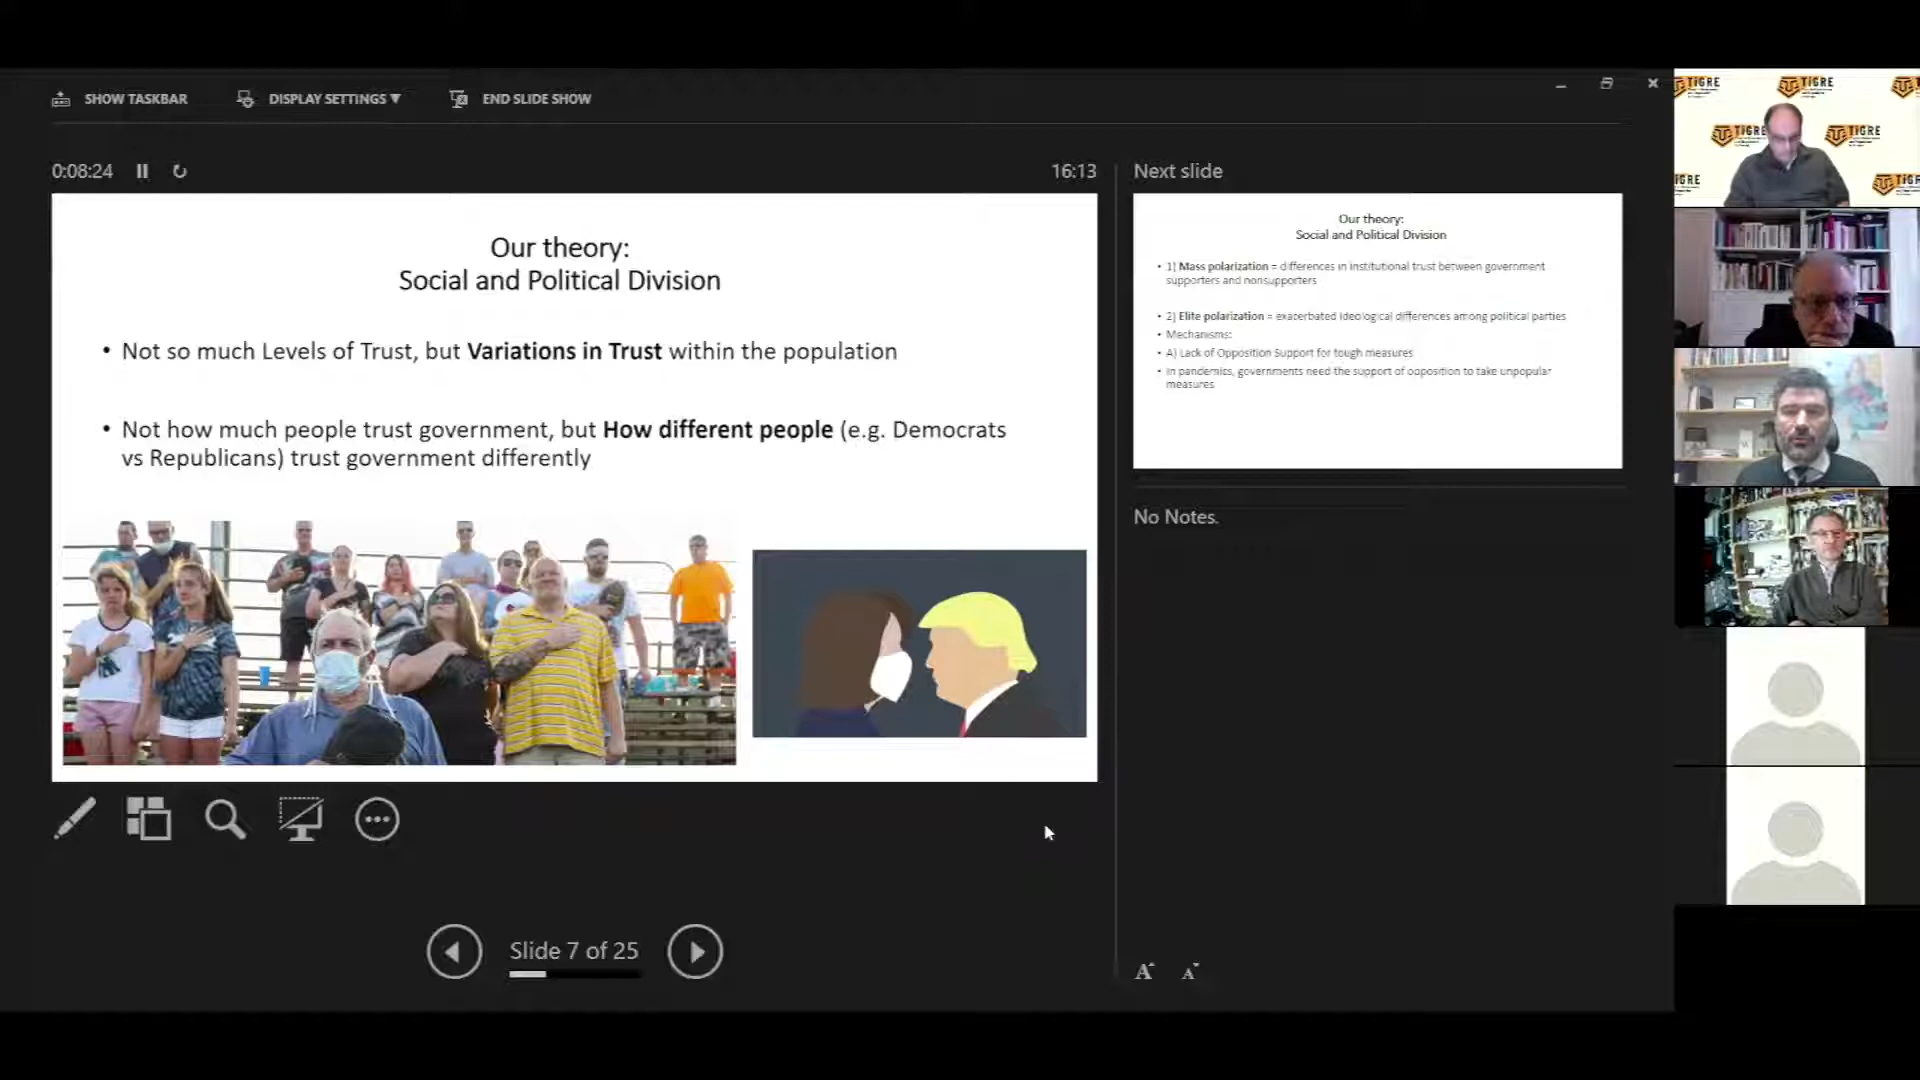 SHOW TASKBAR
DISPLAY SETTINGS ▼
END SLIDE SHOW
0:08:24
16:13
Our theory:
Social and Political Division
• Not so much Levels of Trust, but Variations in Trust within the population
• Not how much people trust government, but How different people (e.g. Democrats
vs Republicans) trust government differently
Slide 7 of 25
Next slide
Our theory:
Social and Political Division
• 1) Mass polarization = differences in institutional trust between government
supporters and nonsupporters
• 2) Elite polarization = exacerbated ideological differences among political parties
• Mechanisms:
• A) Lack of Opposition Support for tough measures
• In pandemics, governments need the support of opposition to take unpopular
measures
No Notes.
A A
TIGRE
TIGRE
TIGRE
TIGRE